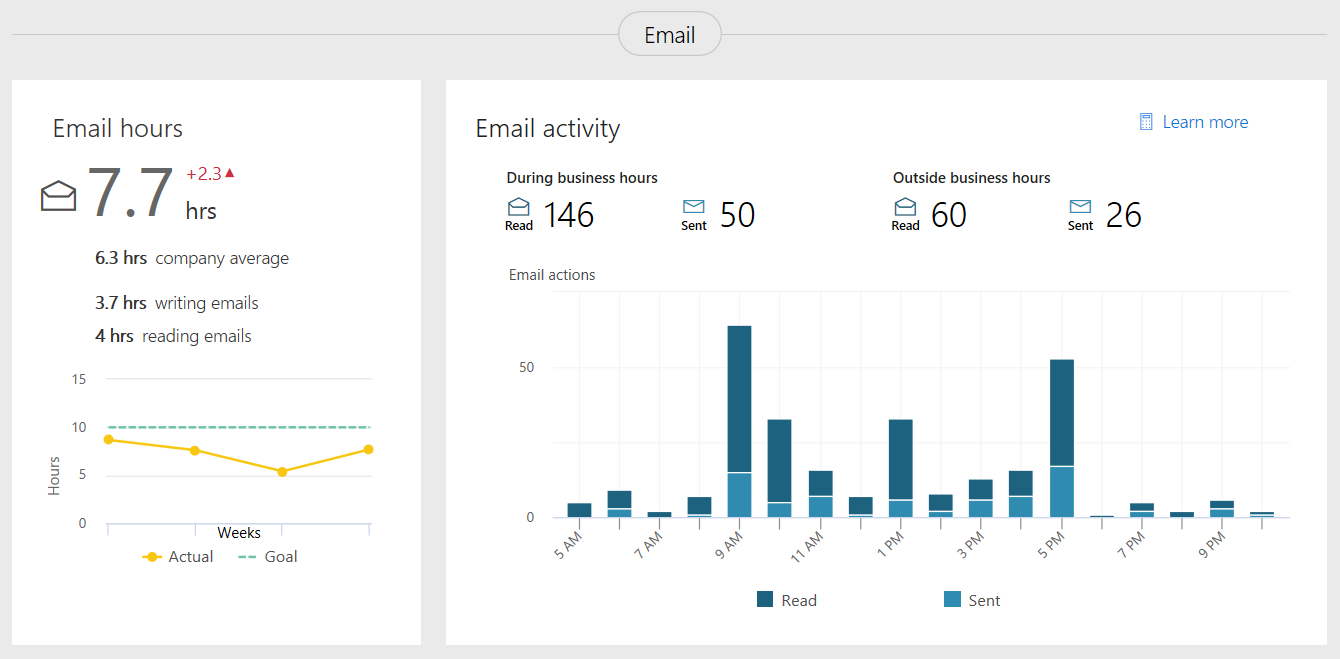 Email
Email hours
7.7 hrs +2.3▲
6.3 hrs company average
3.7 hrs writing emails
4 hrs reading emails
15
10
5
0
Hours
Weeks
Actual Goal
Email activity
Learn more
During business hours
Read 146 Sent 50
Outside business hours
Read 60 Sent 26
Email actions
50
0
5 AM 7 AM 9 AM 11 AM 1 PM 3 PM 5 PM 7 PM 9 PM
Read Sent